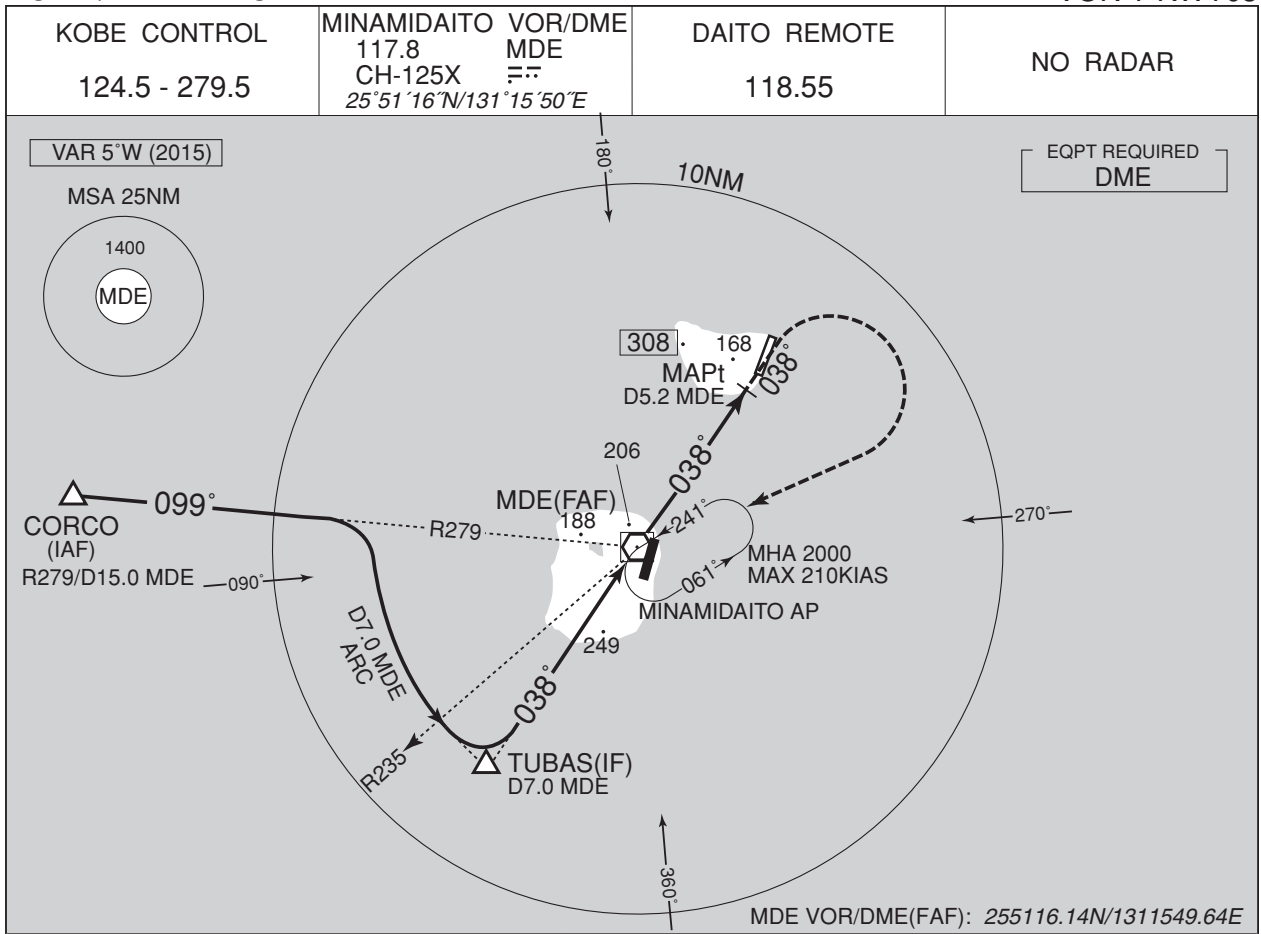 KOBE CONTROL
124.5 - 279.5
MINAMIDAITO VOR/DME
117.8 MDE
CH-125X
25°51´16˝N/131°15´50˝E
DAITO REMOTE
118.55
NO RADAR
VAR 5°W (2015)
MSA 25NM
1400
MDE
180°
10NM
EQPT REQUIRED
DME
308
168
MAPt
D5.2 MDE
038°
206
038°
MDE(FAF)
188
241°
CORCO
(IAF)
R279/D15.0 MDE
099°
R279
270°
090°
MHA 2000
MAX 210KIAS
061°
MINAMIDAITO AP
249
D7.0 MDE
ARC
038°
R235
TUBAS(IF)
D7.0 MDE
360°
MDE VOR/DME(FAF): 255116.14N/1311549.64E